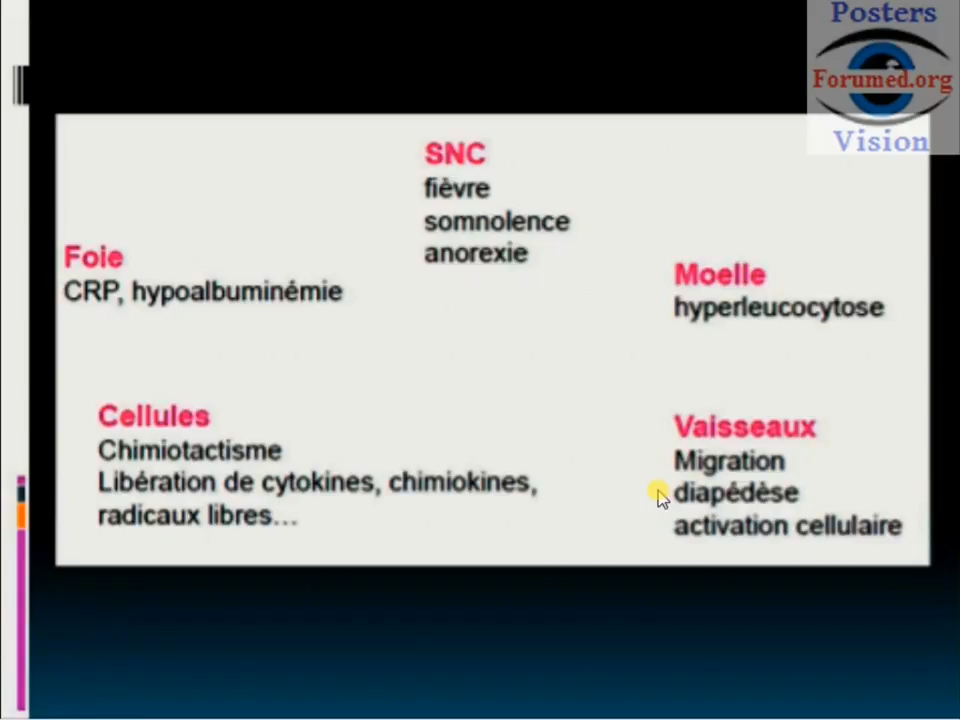 Posters
Forumed.org
Vision
SNC
fièvre
somnolence
anorexie
Foie
CRP, hypoalbuminémie
Moelle
hyperleucocytose
Cellules
Chimiotactisme
Libération de cytokines, chimiokines,
radicaux libres...
Vaisseaux
Migration
diapédèse
activation cellulaire